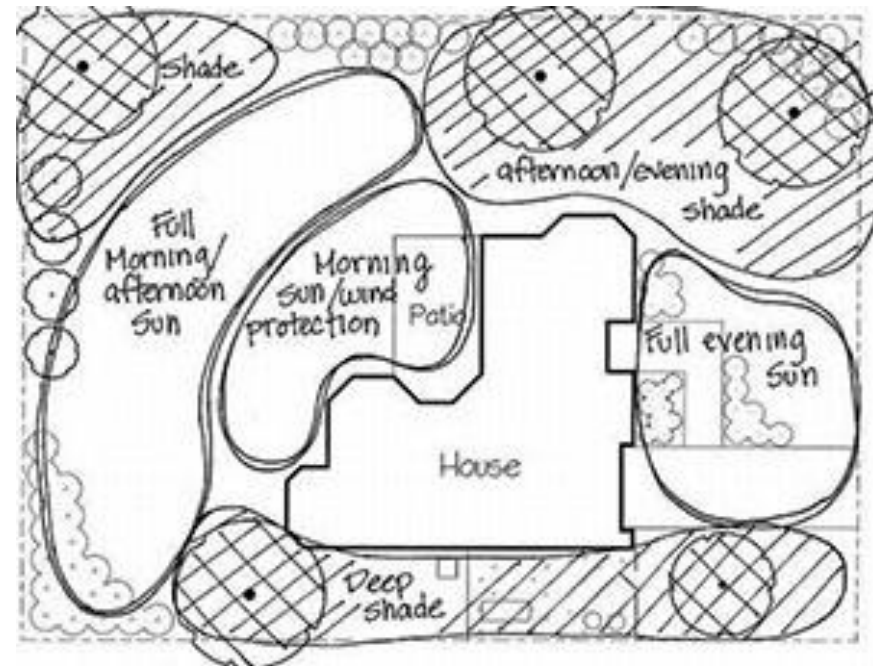 shade
afternoon/evening
shade
Full
Morning/
afternoon
Sun
Morning
Sun/wind
protection
Patio
Full evening
Sun
House
Deep
shade